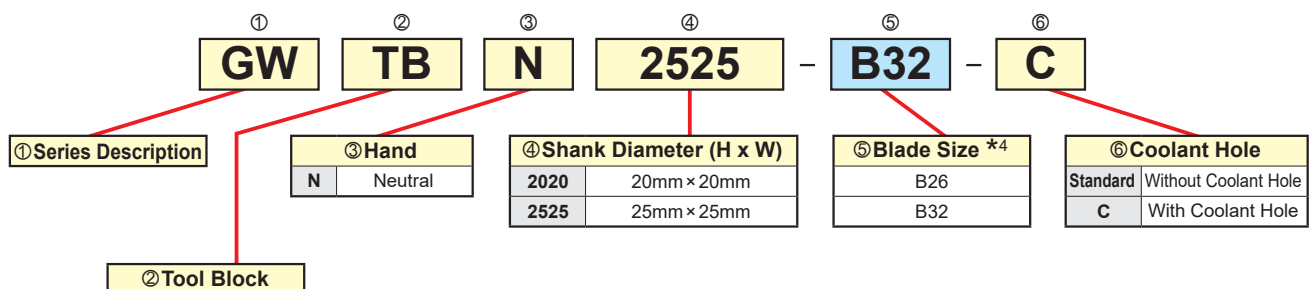 ① ② ③ ④ ⑤ ⑥
GW TB N 2525 – B32 – C
①Series Description
③Hand
N Neutral
④Shank Diameter (H x W)
2020 20mm×20mm
2525 25mm×25mm
⑤Blade Size *4
B26
B32
⑥Coolant Hole
Standard Without Coolant Hole
C With Coolant Hole
②Tool Block